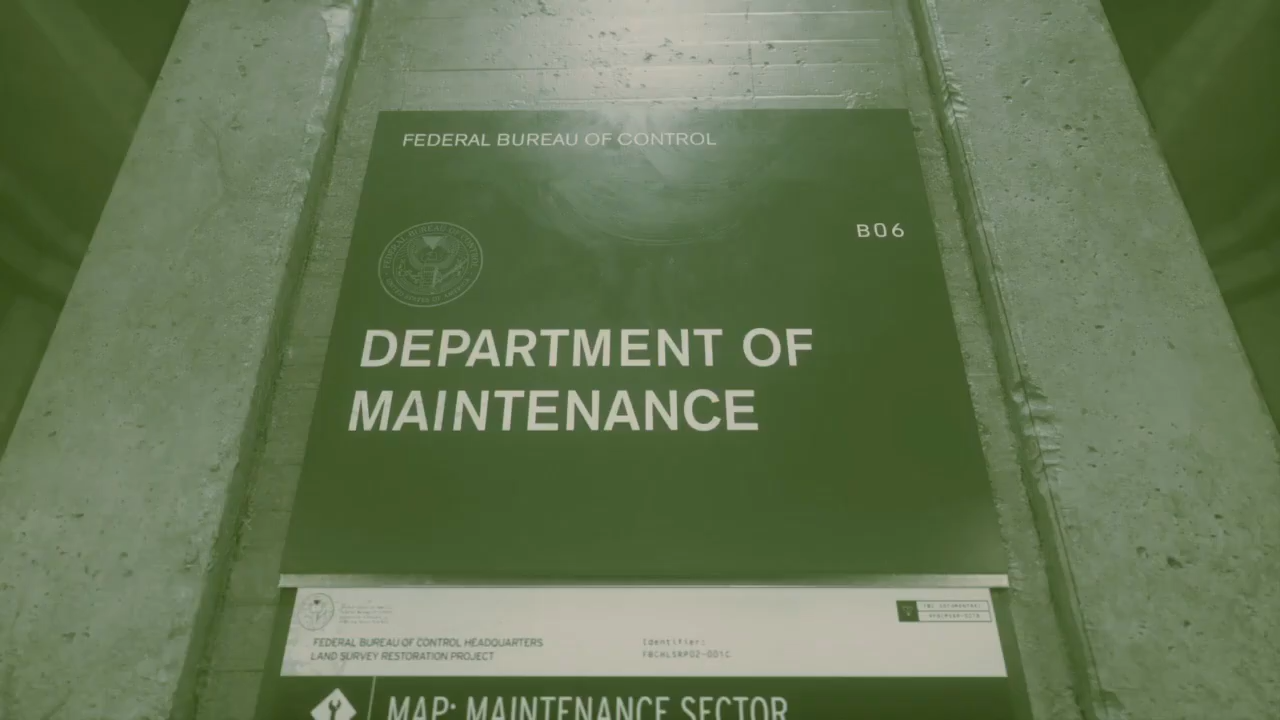 FEDERAL BUREAU OF CONTROL
B06
DEPARTMENT OF
MAINTENANCE
FEDERAL BUREAU OF CONTROL HEADQUARTERS
LAND SURVEY RESTORATION PROJECT
Identifier:
MAP: MAINTENANCE SECTOR